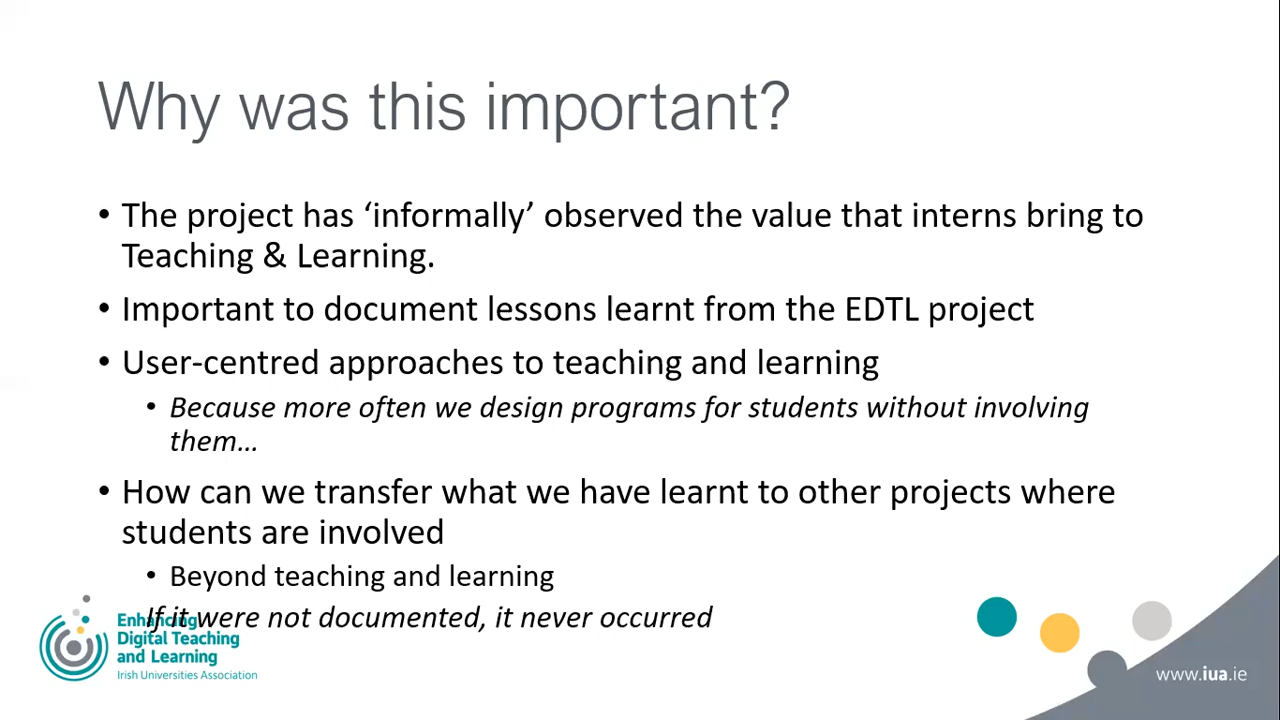 Why was this important?
• The project has ‘informally’ observed the value that interns bring to
Teaching & Learning.
• Important to document lessons learnt from the EDTL project
• User-centred approaches to teaching and learning
• Because more often we design programs for students without involving
them…
• How can we transfer what we have learnt to other projects where
students are involved
• Beyond teaching and learning
If it were not documented, it never occurred
Enhancing
Digital Teaching
and Learning
Irish Universities Association
www.iua.ie